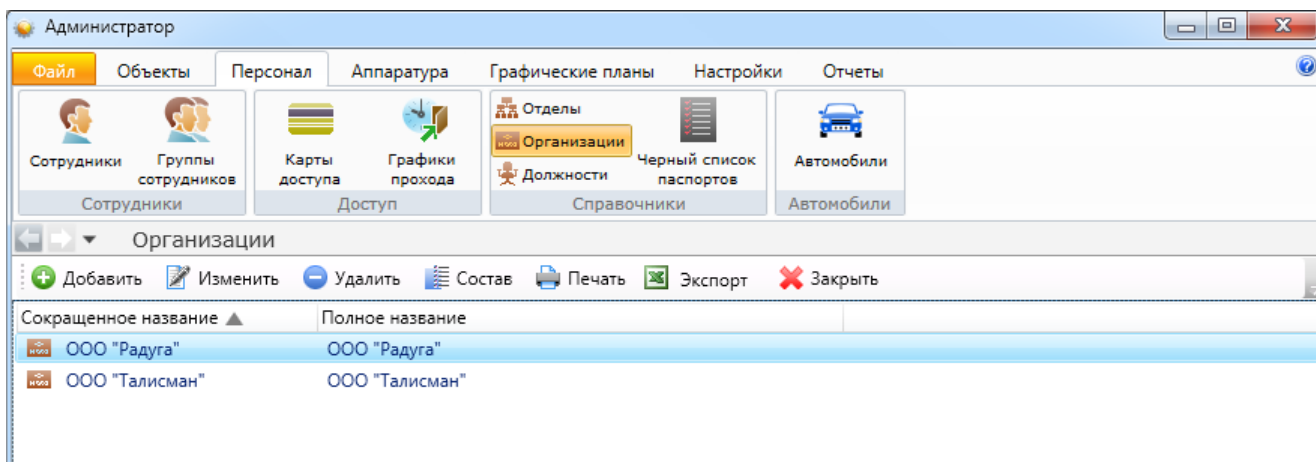 Администратор
Файл Объекты Персонал Аппаратура Графические планы Настройки Отчеты
Сотрудники
Группы сотрудников
Карты доступа
Графики прохода
Отделы
Организации
Должности
Черный список паспортов
Автомобили
Сотрудники Доступ Справочники Автомобили
Организации
Добавить Изменить Удалить Состав Печать Экспорт Закрыть
Сокращенное название Полное название
ООО "Радуга" ООО "Радуга"
ООО "Талисман" ООО "Талисман"